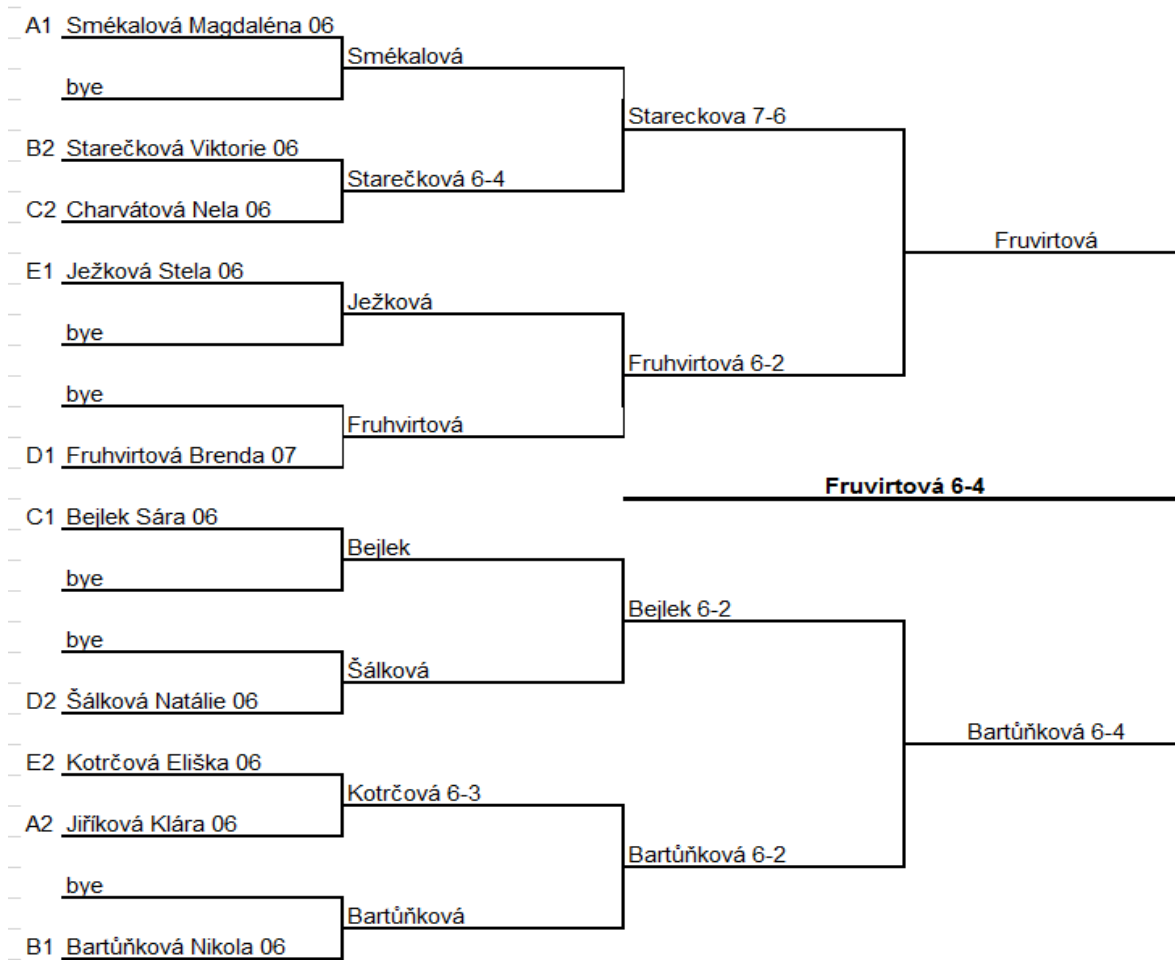 A1 Smékalová Magdaléna 06
Smékalová
bye
Stareckova 7-6
B2 Starečková Viktorie 06
Starečková 6-4
C2 Charvátová Nela 06
Fruvirtová
E1 Ježková Stela 06
Ježková
bye
Fruhvirtová 6-2
bye
Fruhvirtová
D1 Fruhvirtová Brenda 07
Fruvirtová 6-4
C1 Bejlek Sára 06
Bejlek
bye
Bejlek 6-2
bye
Šálková
D2 Šálková Natálie 06
Bartůňková 6-4
E2 Kotrčová Eliška 06
Kotrčová 6-3
A2 Jiříková Klára 06
Bartůňková 6-2
bye
Bartůňková
B1 Bartůňková Nikola 06